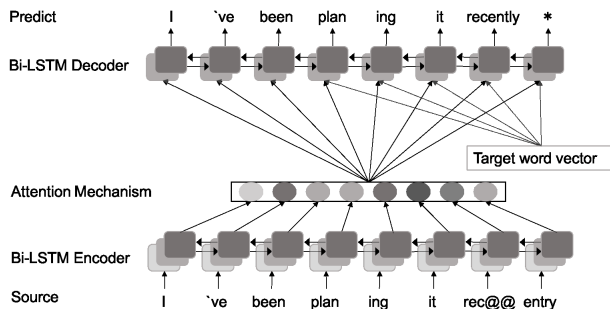 Predict I `ve been plan ing it recently *
Bi-LSTM Decoder
Target word vector
Attention Mechanism
Bi-LSTM Encoder
Source I `ve been plan ing it rec@@ entry